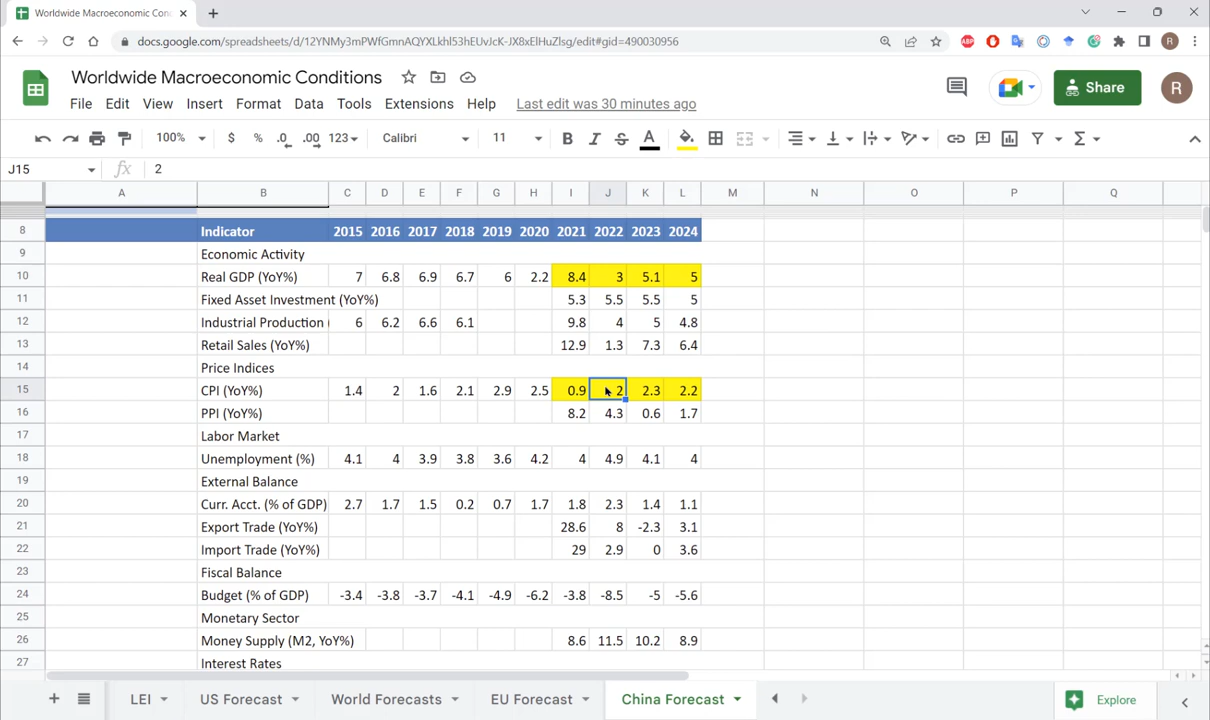 Worldwide Macroeconomic Con
docs.google.com/spreadsheets/d/12YNMy3mPWfGmnAQYXLkhl53hEUvJcK-JX8xElHuZlsg/edit#gid=490030956
ABP
R
Worldwide Macroeconomic Conditions
File Edit View Insert Format Data Tools Extensions Help Last edit was 30 minutes ago
Share
R
100% $ % .0 .00 123 Calibri 11 B I S A
J15 fx 2
A B C D E F G H I J K L M N O P Q
8 Indicator 2015 2016 2017 2018 2019 2020 2021 2022 2023 2024
9 Economic Activity
10 Real GDP (YoY%) 7 6.8 6.9 6.7 6 2.2 8.4 3 5.1 5
11 Fixed Asset Investment (YoY%) 5.3 5.5 5.5 5
12 Industrial Production ( 6 6.2 6.6 6.1 9.8 4 5 4.8
13 Retail Sales (YoY%) 12.9 1.3 7.3 6.4
14 Price Indices
15 CPI (YoY%) 1.4 2 1.6 2.1 2.9 2.5 0.9 2 2.3 2.2
16 PPI (YoY%) 8.2 4.3 0.6 1.7
17 Labor Market
18 Unemployment (%) 4.1 4 3.9 3.8 3.6 4.2 4 4.9 4.1 4
19 External Balance
20 Curr. Acct. (% of GDP) 2.7 1.7 1.5 0.2 0.7 1.7 1.8 2.3 1.4 1.1
21 Export Trade (YoY%) 28.6 8 -2.3 3.1
22 Import Trade (YoY%) 29 2.9 0 3.6
23 Fiscal Balance
24 Budget (% of GDP) -3.4 -3.8 -3.7 -4.1 -4.9 -6.2 -3.8 -8.5 -5 -5.6
25 Monetary Sector
26 Money Supply (M2, YoY%) 8.6 11.5 10.2 8.9
27 Interest Rates
LEI US Forecast World Forecasts EU Forecast China Forecast Explore